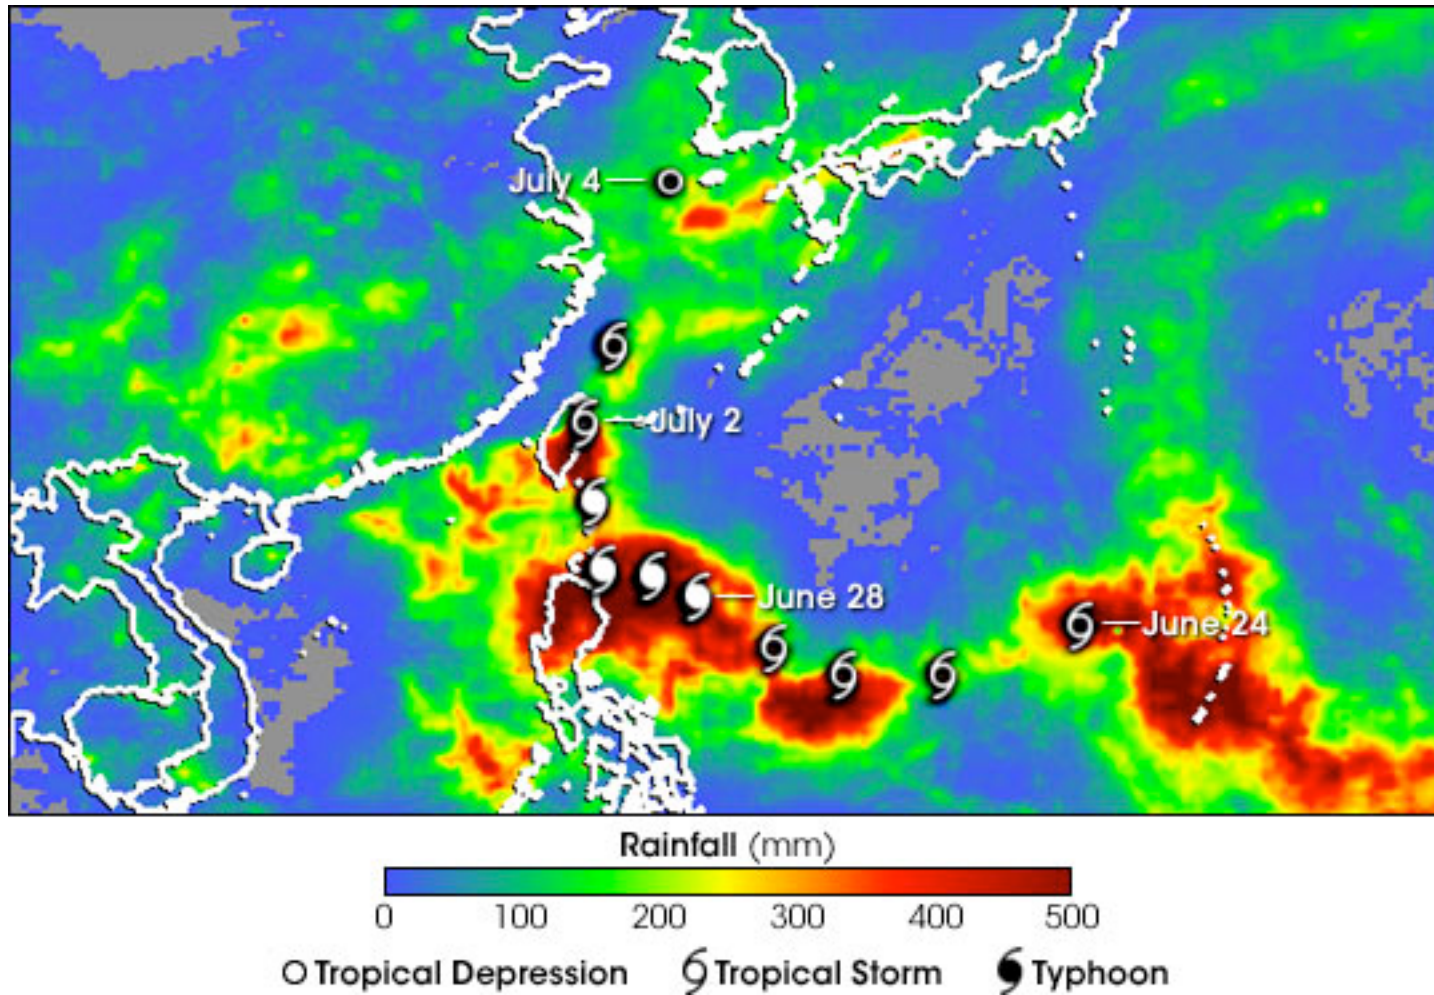 July 4
July 2
June 28
June 24
Rainfall (mm)
0 100 200 300 400 500
Tropical Depression Tropical Storm Typhoon